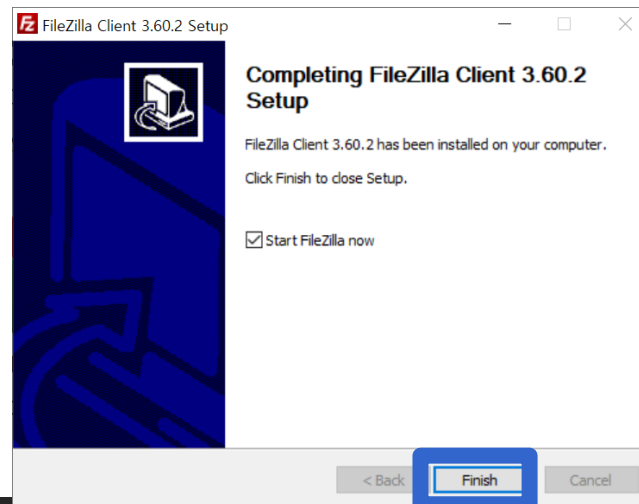 FileZilla Client 3.60.2 Setup
Completing FileZilla Client 3.60.2
Setup
FileZilla Client 3.60.2 has been installed on your computer.
Click Finish to close Setup.
Start FileZilla now
< Back Finish Cancel